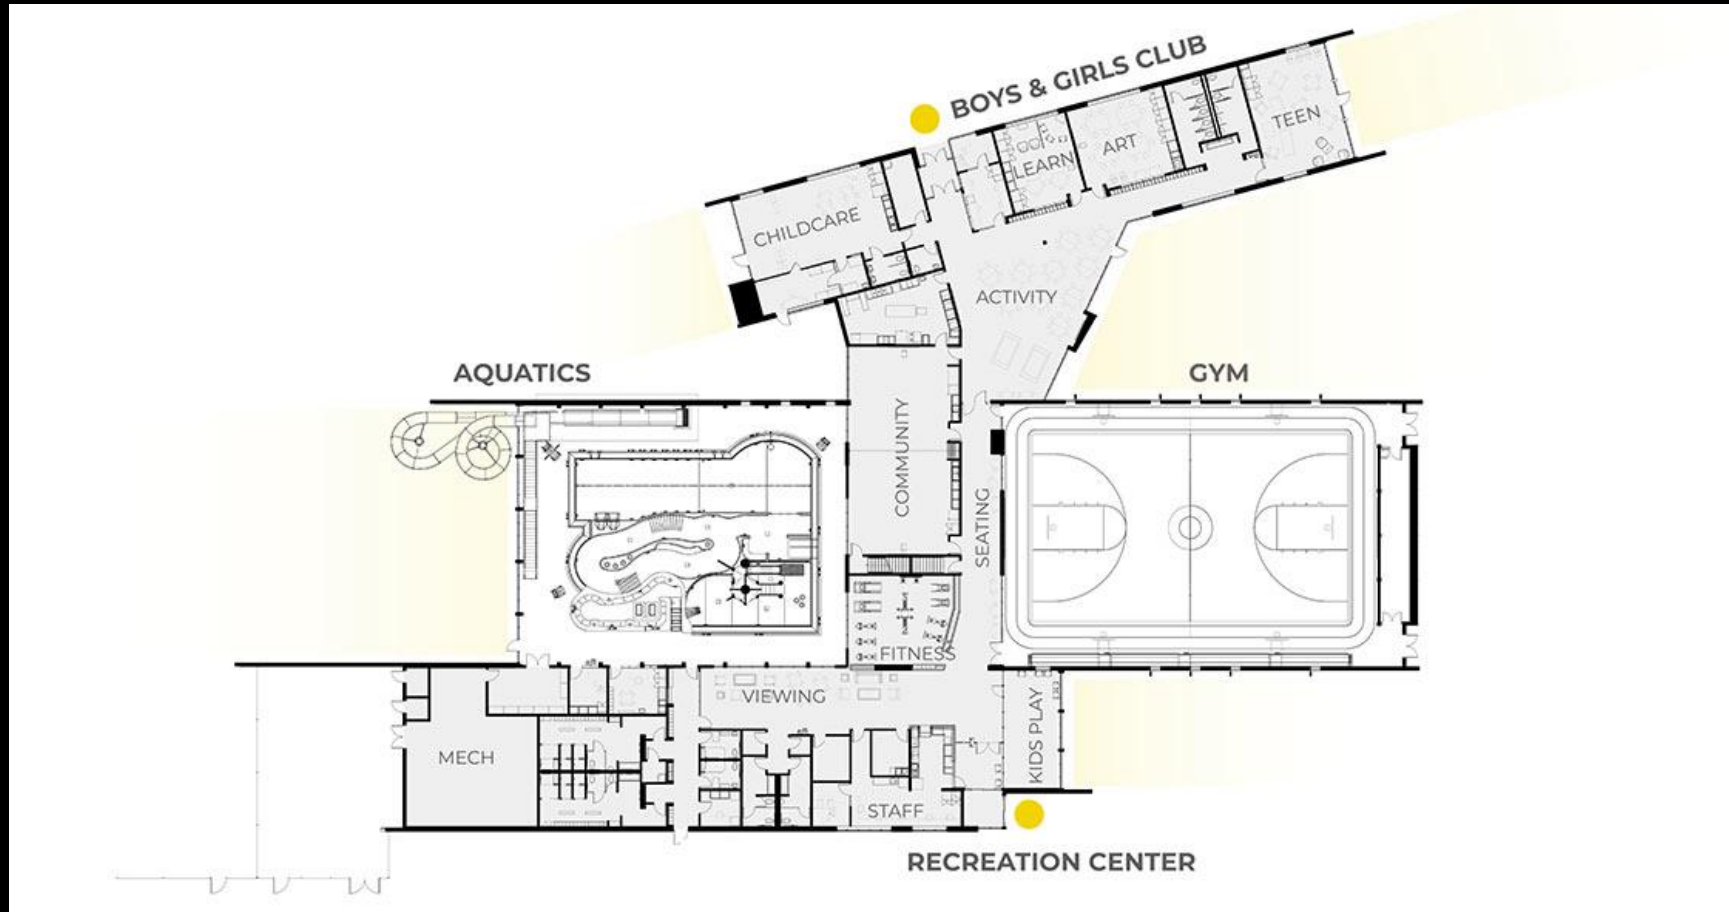 BOYS & GIRLS CLUB
TEEN
ART
LEARN
CHILDCARE
ACTIVITY
AQUATICS
GYM
COMMUNITY
SEATING
FITNESS
VIEWING
KIDS PLAY
MECH
STAFF
RECREATION CENTER